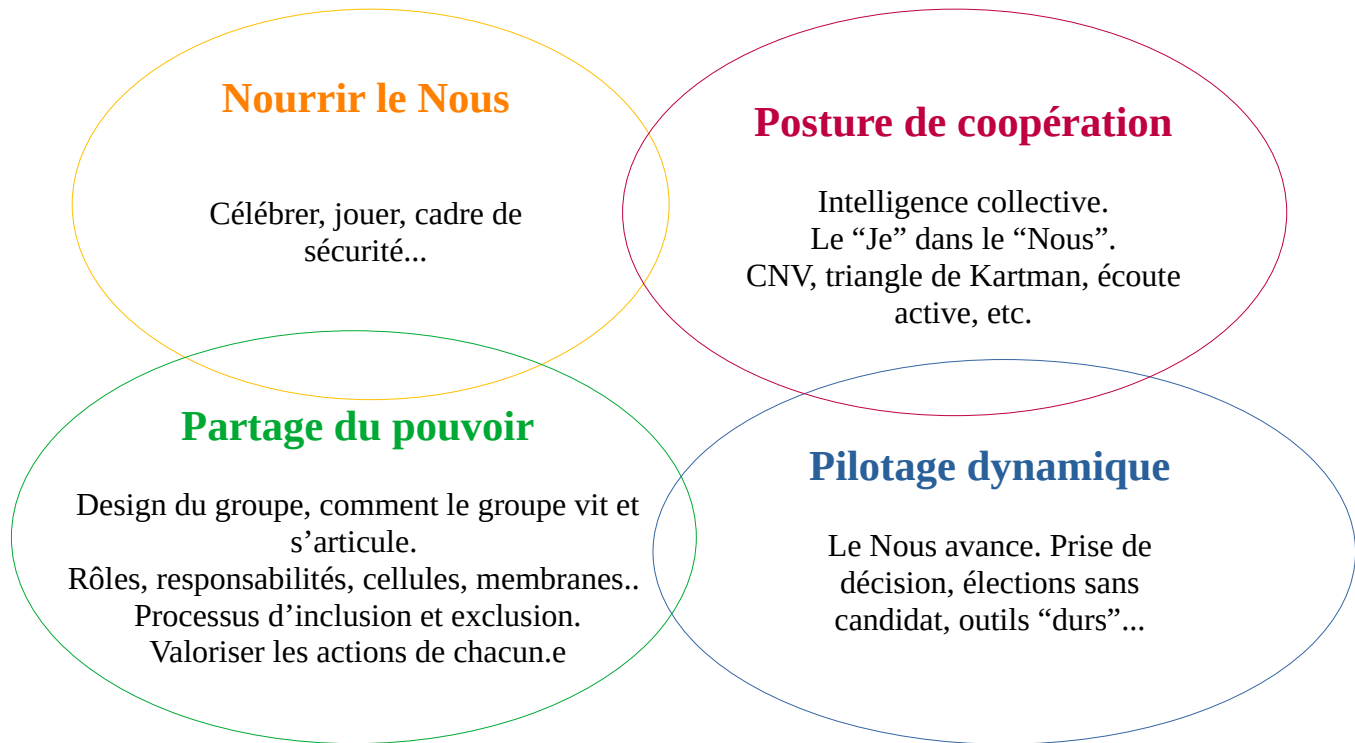 Nourrir le Nous
Célébrer, jouer, cadre de
sécurité...
Posture de coopération
Intelligence collective.
Le “Je” dans le “Nous”.
CNV, triangle de Kartman, écoute
active, etc.
Partage du pouvoir
Design du groupe, comment le groupe vit et
s’articule.
Rôles, responsabilités, cellules, membranes..
Processus d’inclusion et exclusion.
Valoriser les actions de chacun.e
Pilotage dynamique
Le Nous avance. Prise de
décision, élections sans
candidat, outils “durs”...